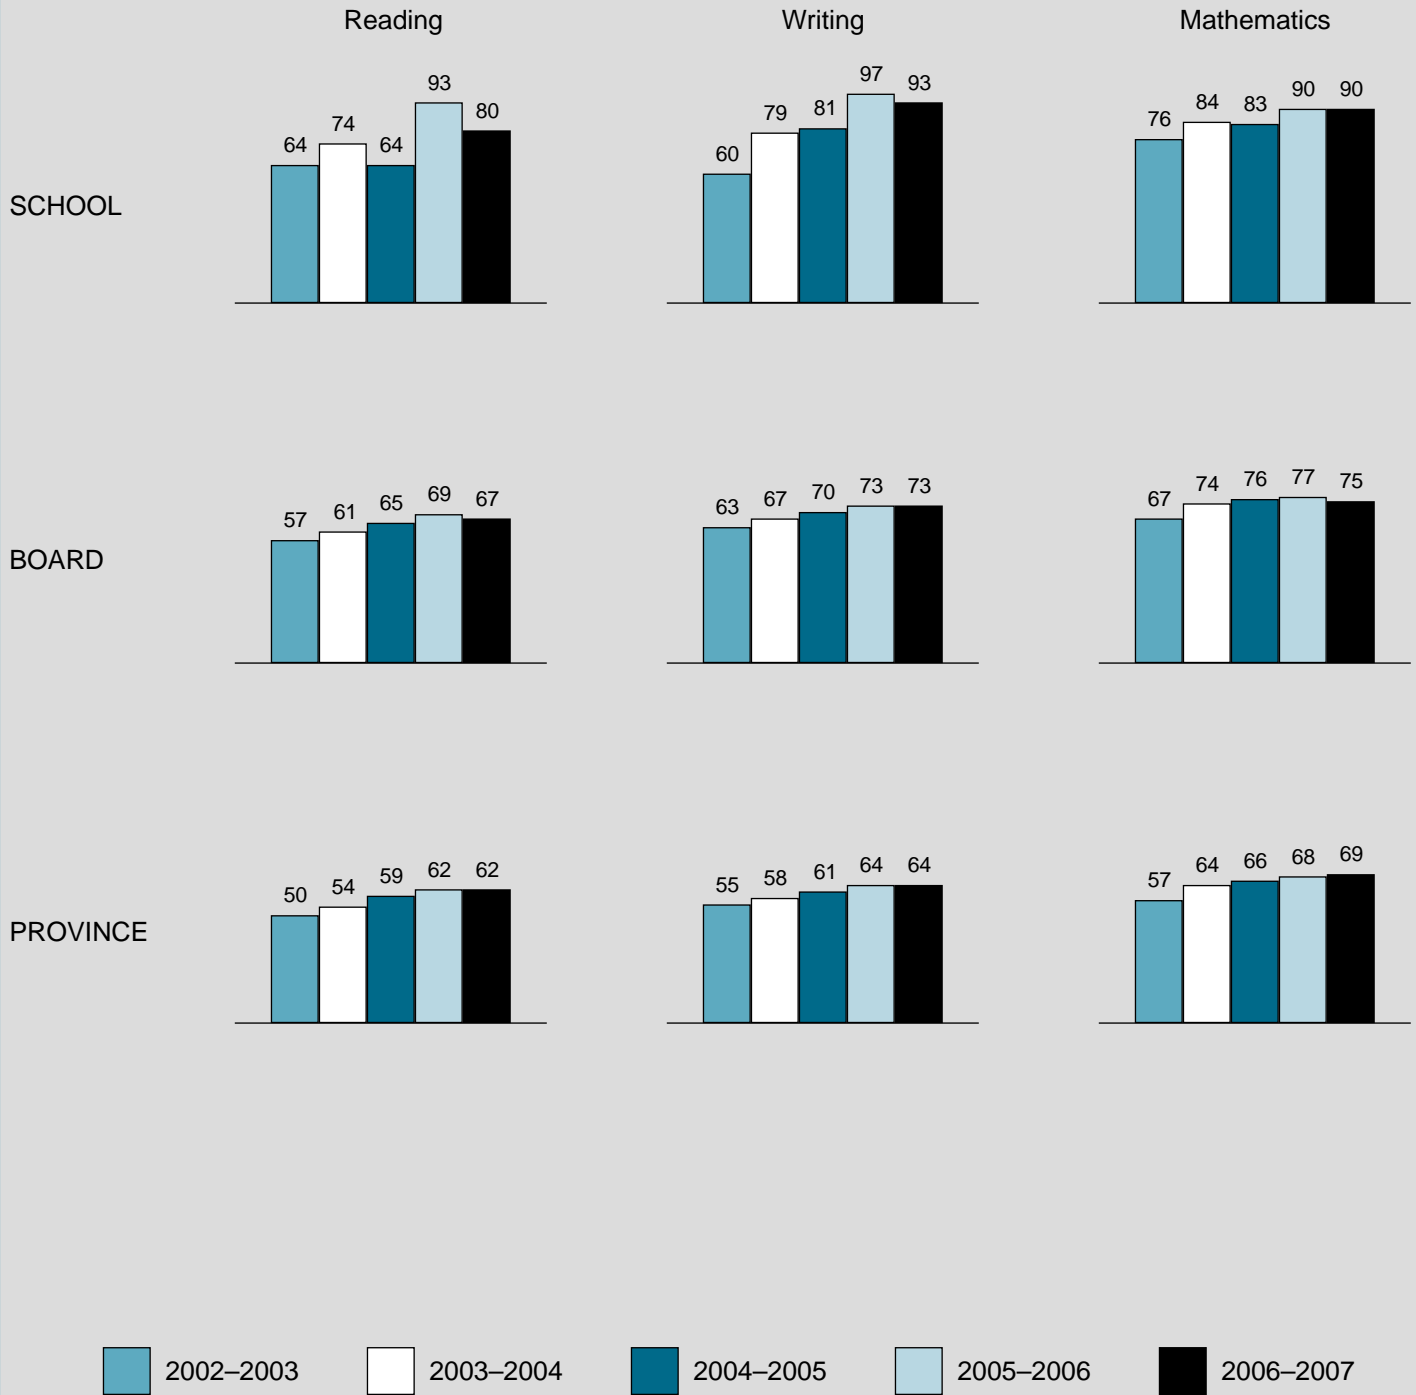 Reading Writing Mathematics
SCHOOL
64 74 64 93 80
60 79 81 97 93
76 84 83 90 90
BOARD
57 61 65 69 67
63 67 70 73 73
67 74 76 77 75
PROVINCE
50 54 59 62 62
55 58 61 64 64
57 64 66 68 69
2002–2003 2003–2004 2004–2005 2005–2006 2006–2007